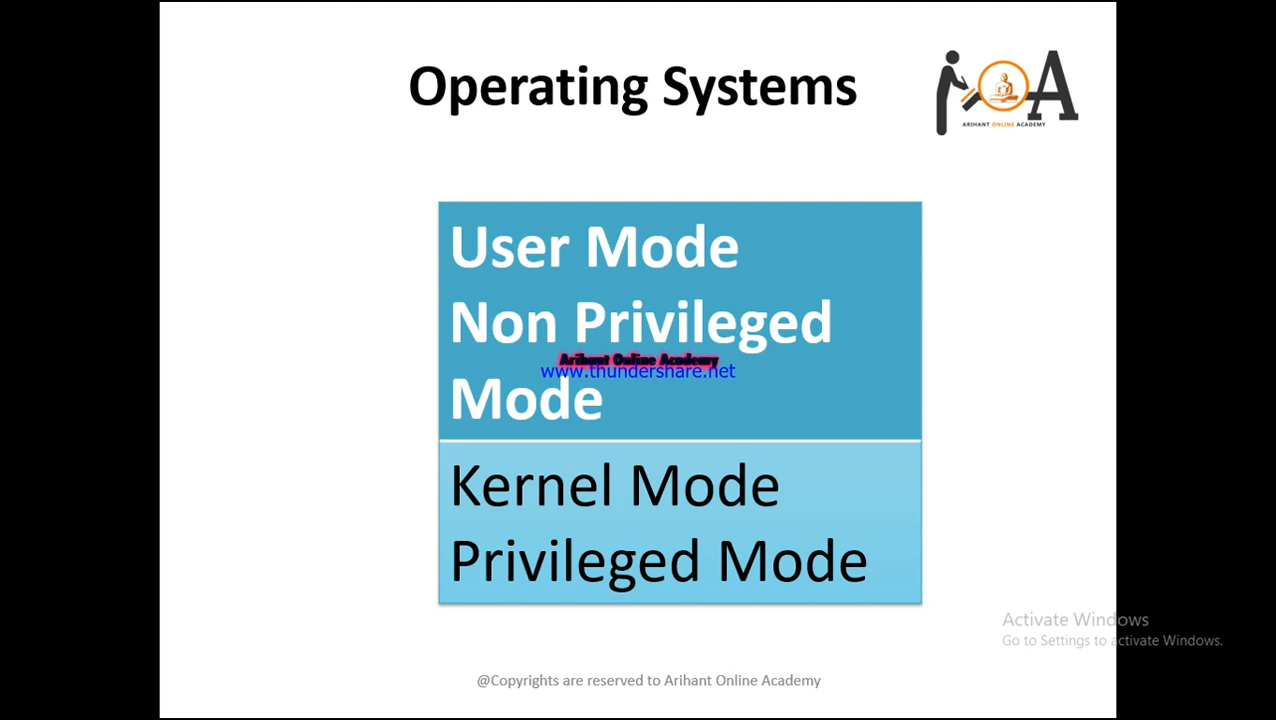 Operating Systems
A
ARIHANT ONLINE ACADEMY
User Mode
Non Privileged
Arihant Online Academy
www.thundershare.net
Mode
Kernel Mode
Privileged Mode
Activate Windows
Go to Settings to activate Windows.
@Copyrights are reserved to Arihant Online Academy